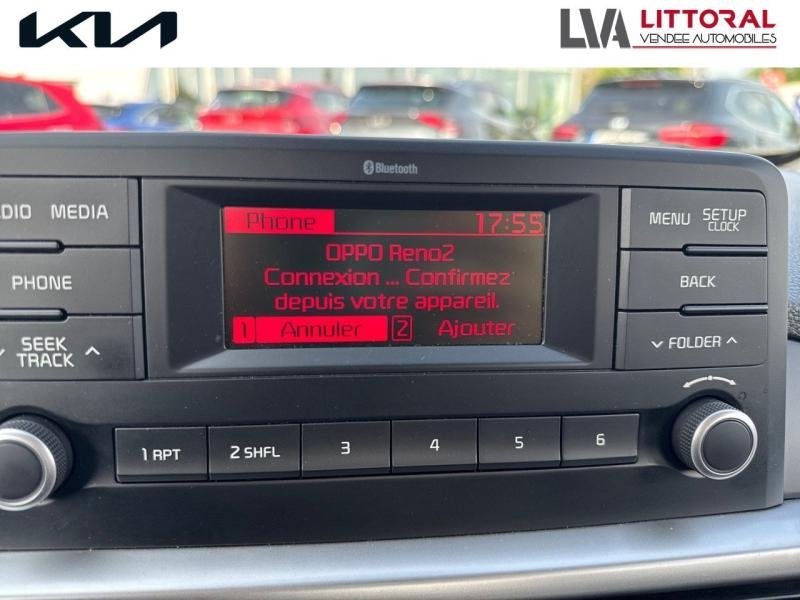 KIA
LVA LITTORAL
VENDEE AUTOMOBILES
Bluetooth
MEDIA
PHONE
SEEK
TRACK
Phone 17:55
OPPO Reno2
Connexion ... Confirmez
depuis votre appareil.
1 Annuler 2 Ajouter
MENU SETUP
CLOCK
BACK
FOLDER
1 RPT 2 SHFL 3 4 5 6